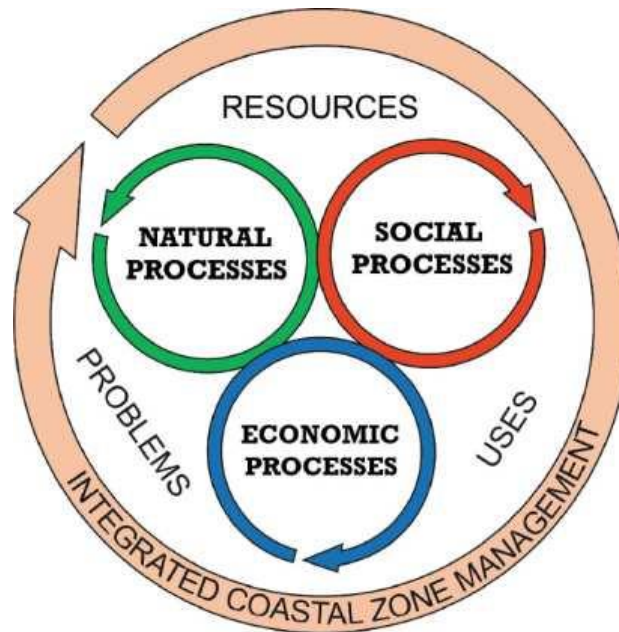 RESOURCES
NATURAL
PROCESSES
SOCIAL
PROCESSES
PROBLEMS
USES
ECONOMIC
PROCESSES
INTEGRATED COASTAL ZONE MANAGEMENT